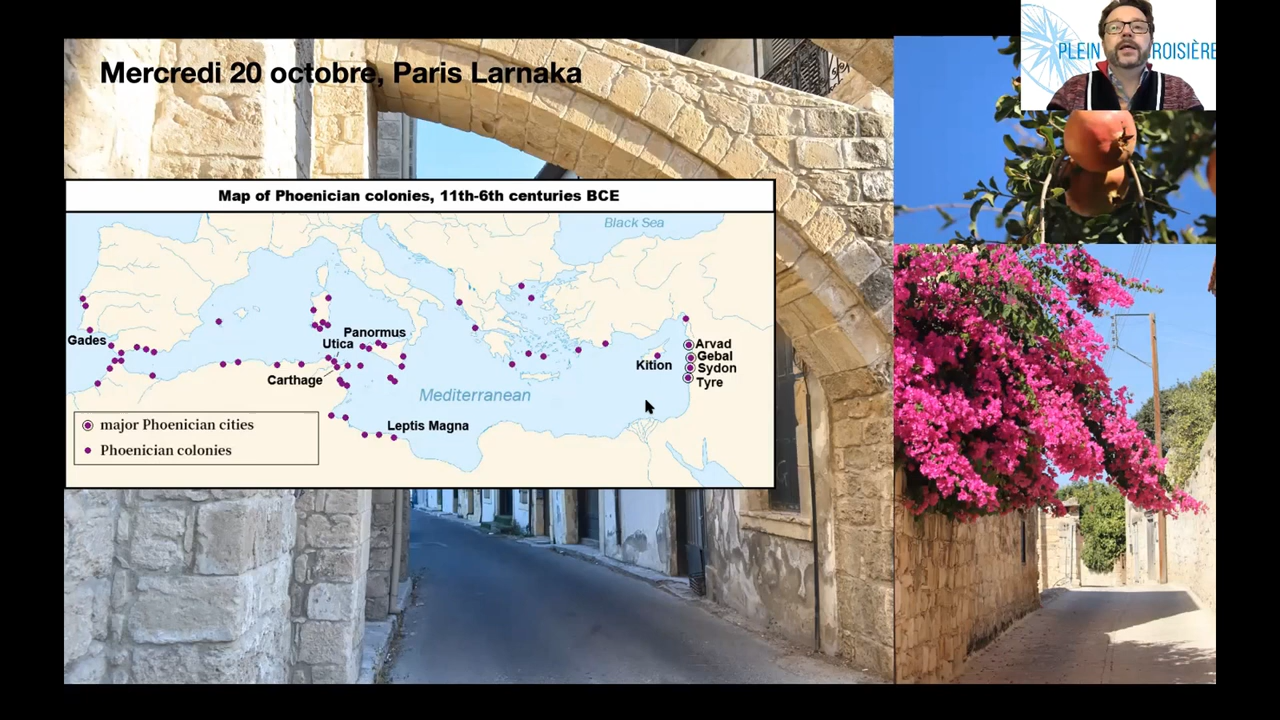 Mercredi 20 octobre, Paris Larnaka
PLEIN ROISIÈRE
Map of Phoenician colonies, 11th-6th centuries BCE
Black Sea
Gades
Panormus
Utica
Carthage
Kition
Arvad
Gebal
Sydon
Tyre
Mediterranean
Leptis Magna
major Phoenician cities
Phoenician colonies